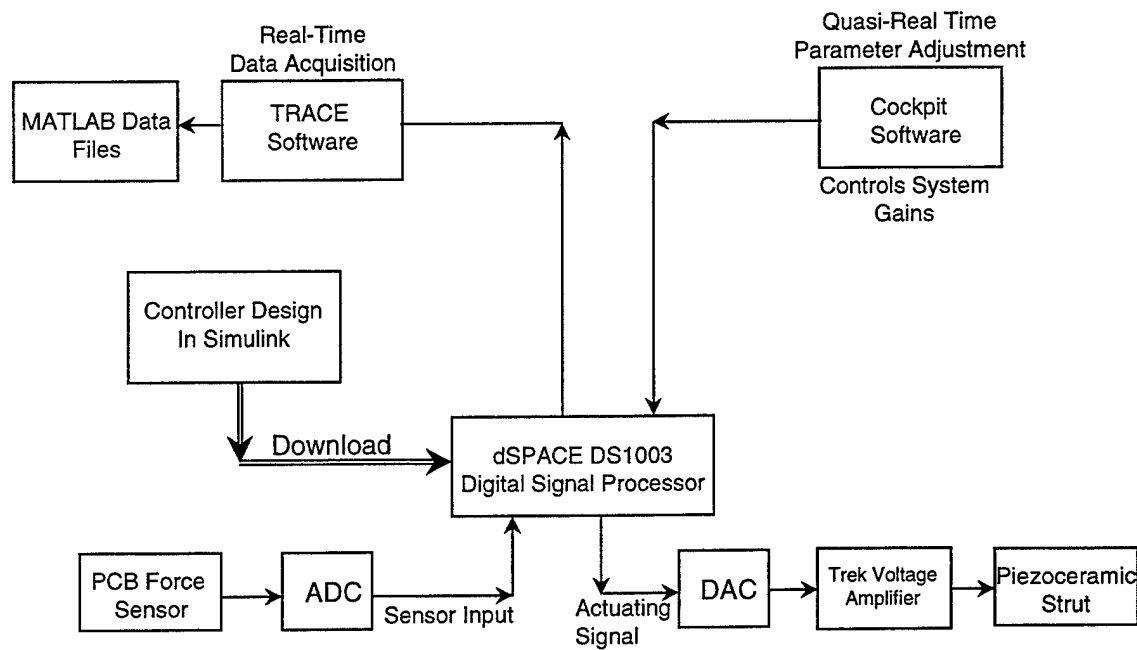 Real-Time
Data Acquisition
Quasi-Real Time
Parameter Adjustment
MATLAB Data
Files
TRACE
Software
Cockpit
Software
Controls System
Gains
Controller Design
In Simulink
Download
dSPACE DS1003
Digital Signal Processor
PCB Force
Sensor
ADC
Sensor Input
Actuating
Signal
DAC
Trek Voltage
Amplifier
Piezoceramic
Strut